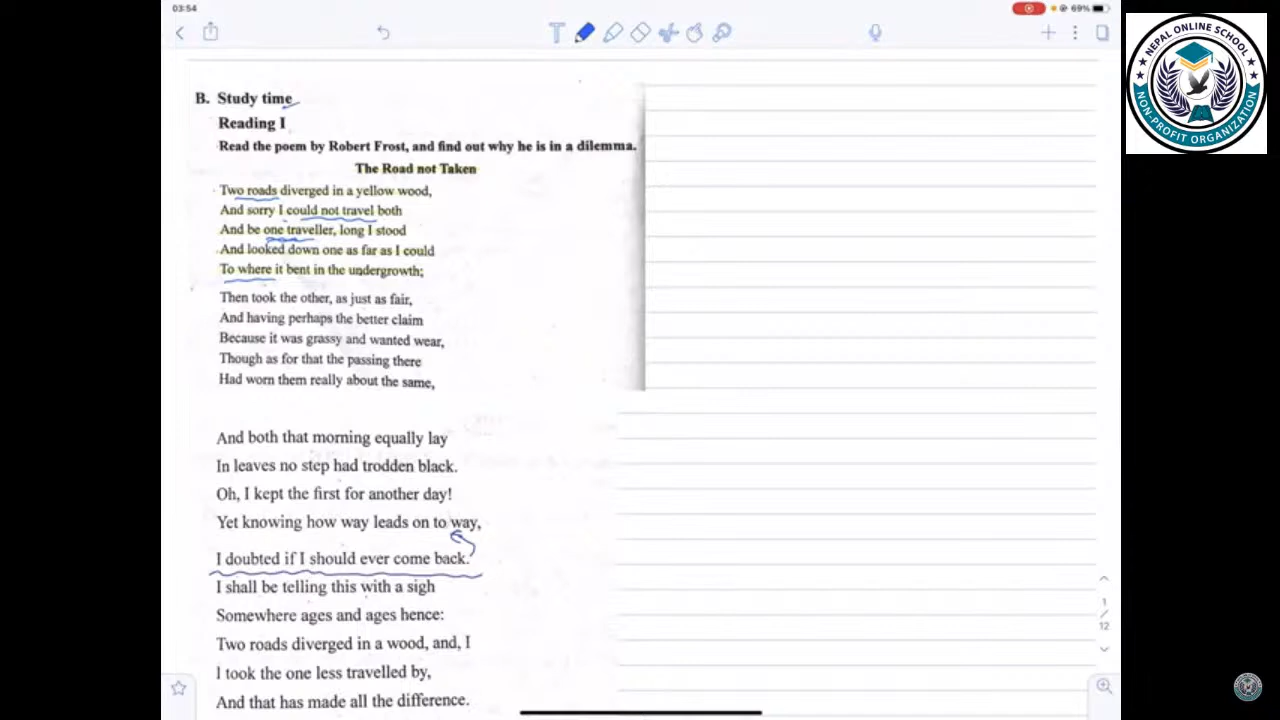 03:54
69%
B. Study time
Reading I
Read the poem by Robert Frost, and find out why he is in a dilemma.
The Road not Taken
Two roads diverged in a yellow wood,
And sorry I could not travel both
And be one traveller, long I stood
And looked down one as far as I could
To where it bent in the undergrowth;
Then took the other, as just as fair,
And having perhaps the better claim
Because it was grassy and wanted wear,
Though as for that the passing there
Had worn them really about the same,
And both that morning equally lay
In leaves no step had trodden black.
Oh, I kept the first for another day!
Yet knowing how way leads on to way,
I doubted if I should ever come back.
I shall be telling this with a sigh
Somewhere ages and ages hence:
Two roads diverged in a wood, and, I
I took the one less travelled by,
And that has made all the difference.
1
/
12
NEPAL ONLINE SCHOOL
NON-PROFIT ORGANIZATION